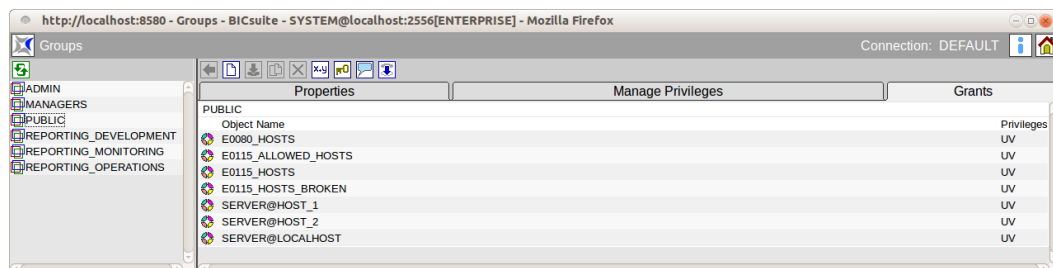 http://localhost:8580 - Groups - BICsuite - SYSTEM@localhost:2556[ENTERPRISE] - Mozilla Firefox
Groups
Connection: DEFAULT
ADMIN
MANAGERS
PUBLIC
REPORTING_DEVELOPMENT
REPORTING_MONITORING
REPORTING_OPERATIONS
x.y
Properties Manage Privileges Grants
PUBLIC
Object Name Privileges
E0080_HOSTS UV
E0115_ALLOWED_HOSTS UV
E0115_HOSTS UV
E0115_HOSTS_BROKEN UV
SERVER@HOST_1 UV
SERVER@HOST_2 UV
SERVER@LOCALHOST UV